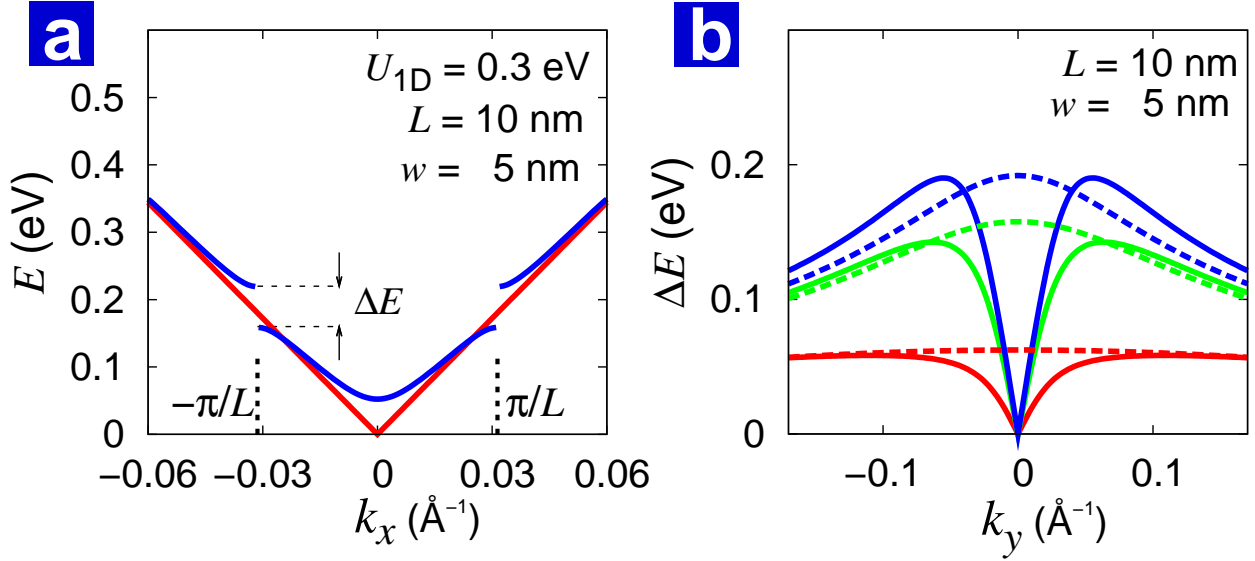 a
U₁D = 0.3 eV
L = 10 nm
w = 5 nm
E (eV)
0.5
0.4
0.3
0.2
0.1
0
ΔE
−π/L
π/L
−0.06
−0.03
0
0.03
0.06
kₓ (Å⁻¹)
b
L = 10 nm
w = 5 nm
ΔE (eV)
0.2
0.1
0
−0.1
0
0.1
k_y (Å⁻¹)